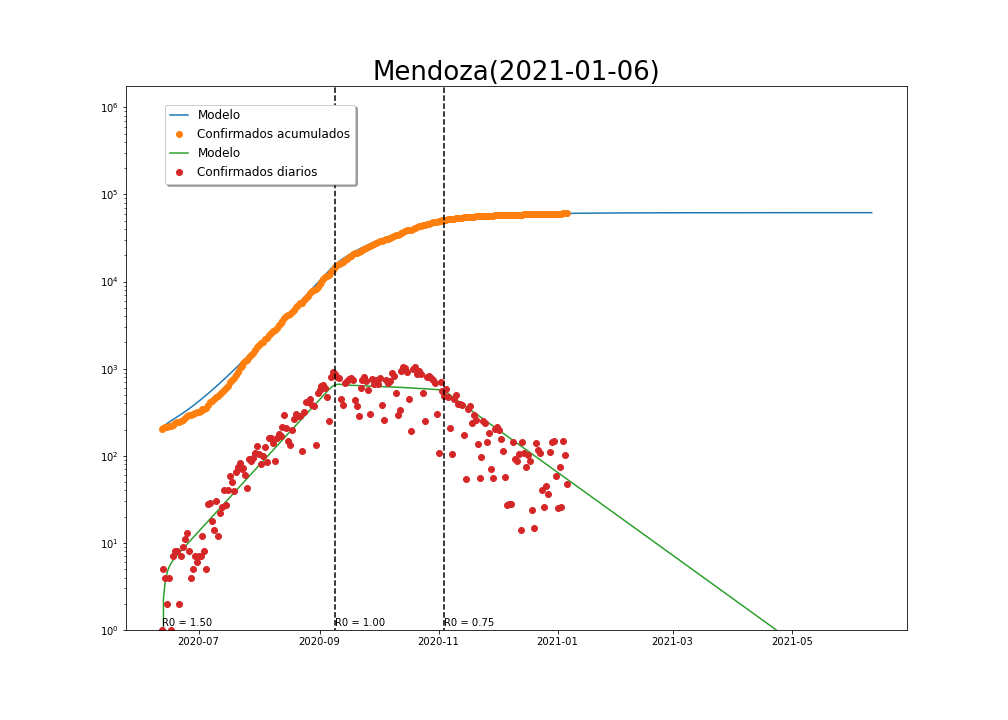 Mendoza(2021-01-06)
Modelo
Confirmados acumulados
Modelo
Confirmados diarios
10⁶
10⁵
10⁴
10³
10²
10¹
10⁰
R0 = 1.50
R0 = 1.00
R0 = 0.75
2020-07
2020-09
2020-11
2021-01
2021-03
2021-05